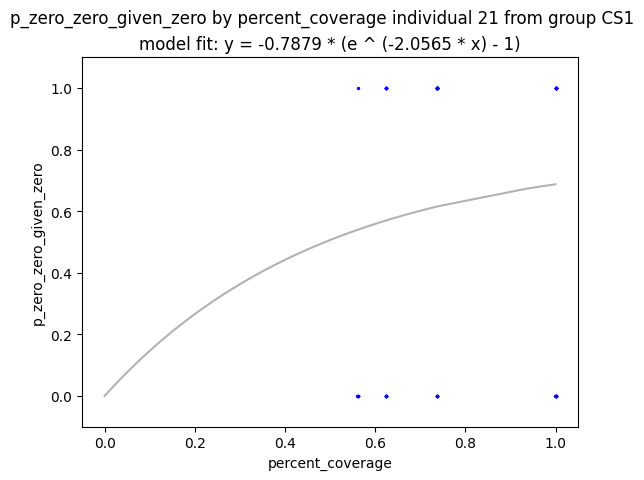 p_zero_zero_given_zero by percent_coverage individual 21 from group CS1
model fit: y = -0.7879 * (e ^ (-2.0565 * x) - 1)
1.0
0.8
0.6
0.4
0.2
0.0
p_zero_zero_given_zero
0.0 0.2 0.4 0.6 0.8 1.0
percent_coverage